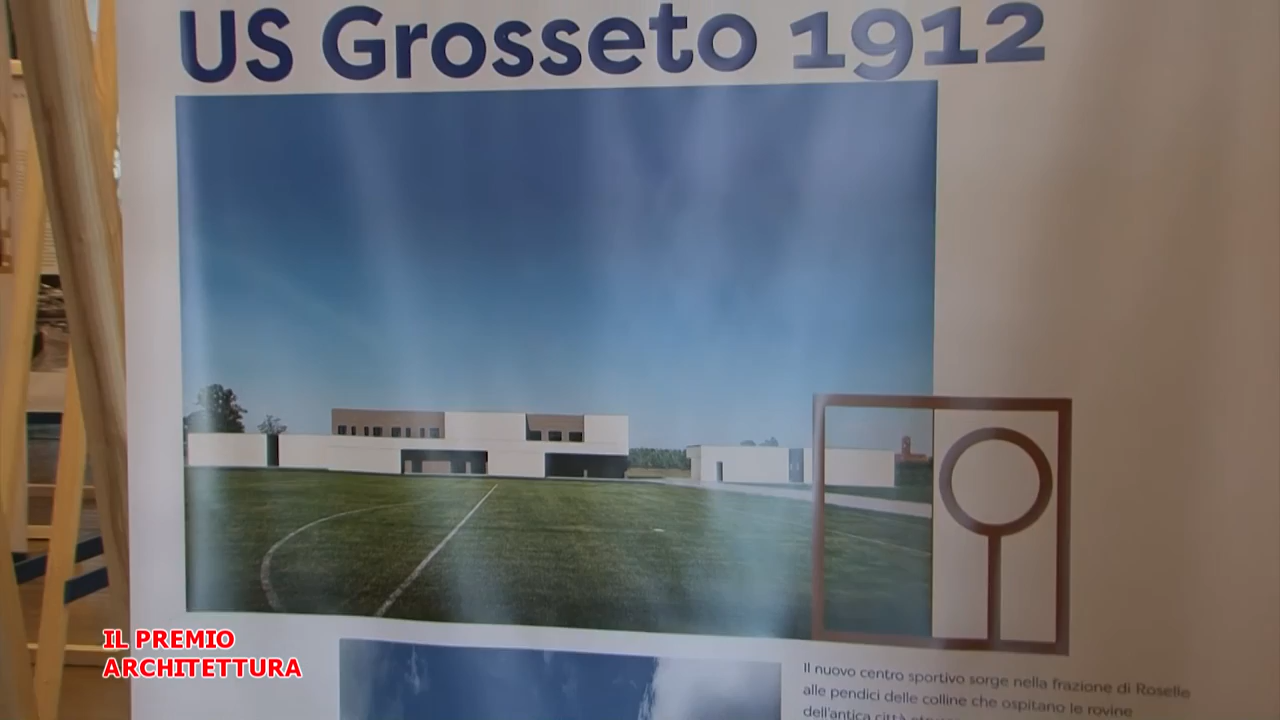 US Grosseto 1912
IL PREMIO
ARCHITETTURA
Il nuovo centro sportivo sorge nella frazione di Roselle
alle pendici delle colline che ospitano le rovine
dell'antica città